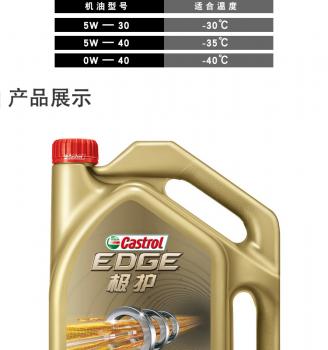 机油型号 适合温度
5W — 30 -30℃
5W — 40 -35℃
0W — 40 -40℃
产品展示
Castrol
EDGE
极护